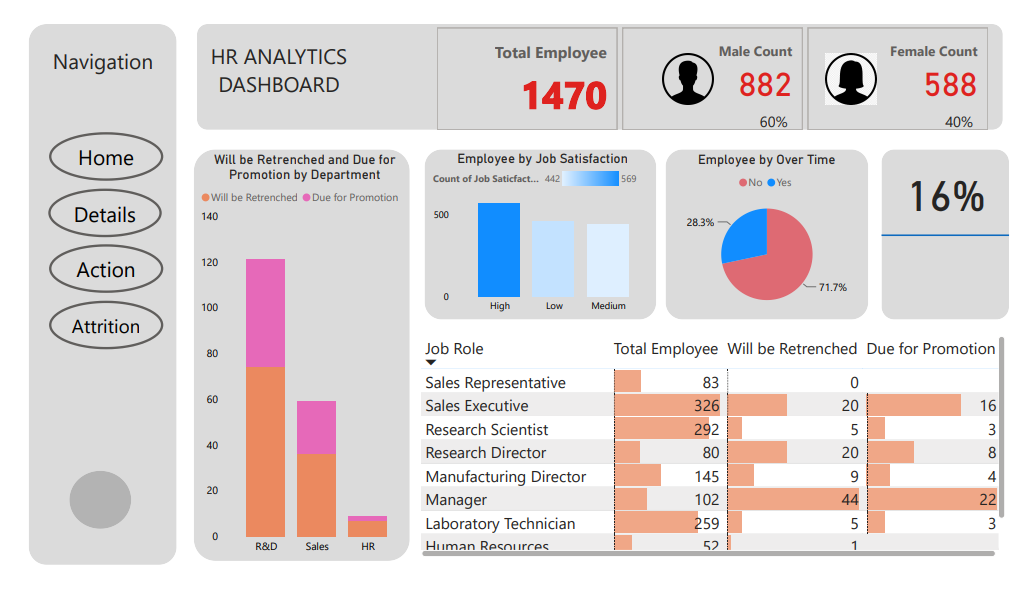 Navigation
Home
Details
Action
Attrition
HR ANALYTICS
DASHBOARD
Total Employee
1470
Male Count
882
60%
Female Count
588
40%
Will be Retrenched and Due for
Promotion by Department
Will be Retrenched Due for Promotion
140
120
100
80
60
40
20
0
R&D Sales HR
Employee by Job Satisfaction
Count of Job Saticfact... 442 569
500
0
High Low Medium
Employee by Over Time
No Yes
28.3%
71.7%
16%
Job Role Total Employee Will be Retrenched Due for Promotion
Sales Representative 83 0
Sales Executive 326 20 16
Research Scientist 292 5 3
Research Director 80 20 8
Manufacturing Director 145 9 4
Manager 102 44 22
Laboratory Technician 259 5 3
Human Resources 52 1